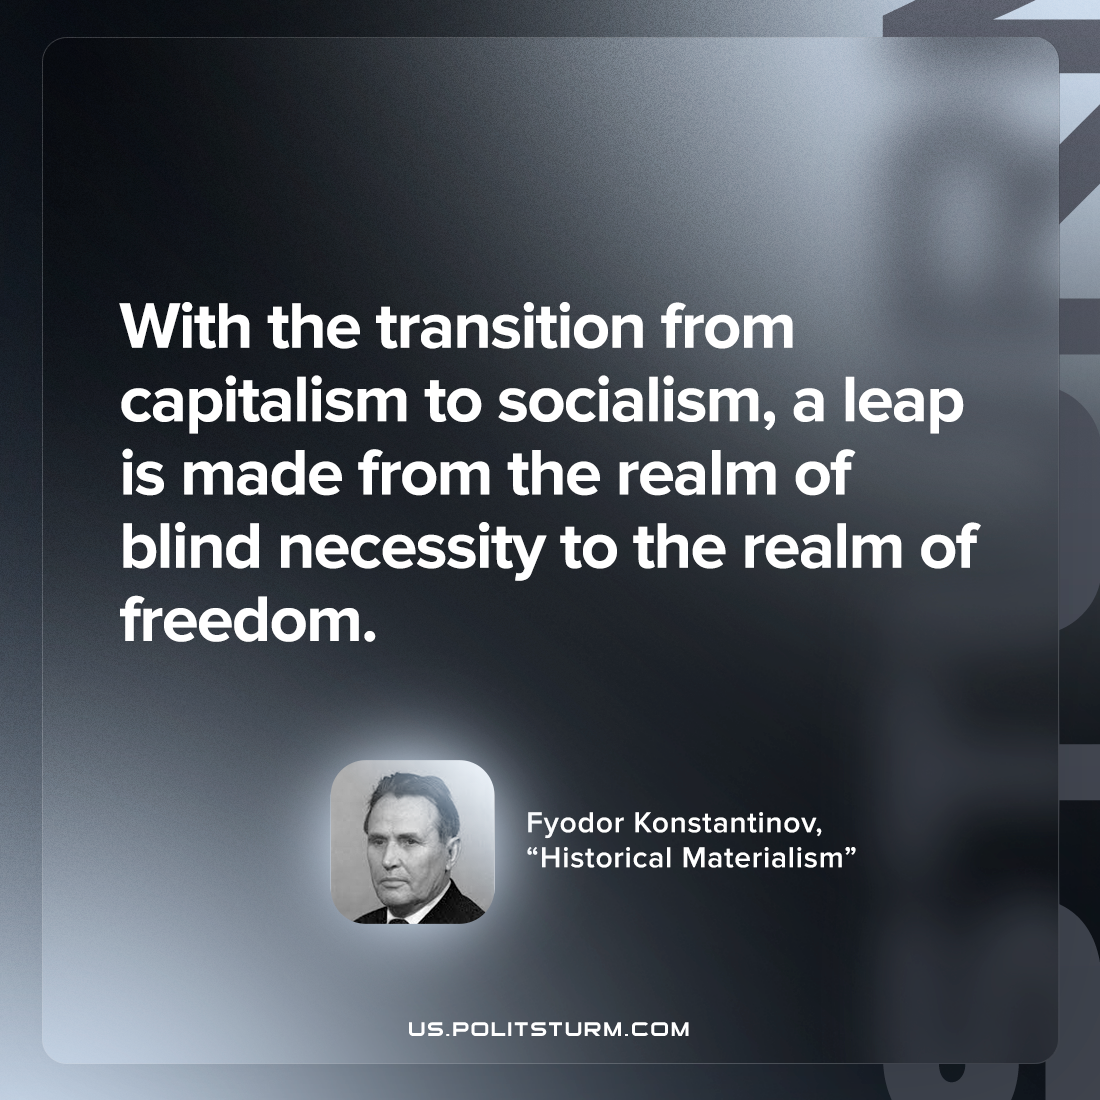 With the transition from
capitalism to socialism, a leap
is made from the realm of
blind necessity to the realm of
freedom.
Fyodor Konstantinov,
“Historical Materialism”
US.POLITSTURM.COM